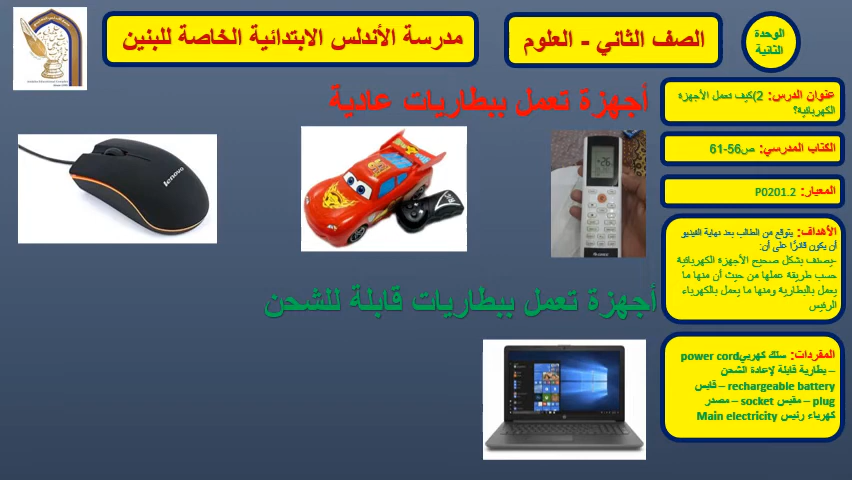 مدرسة الأندلس الابتدائية الخاصة للبنين
الصف الثاني - العلوم
الوحدة
الثانية
أجهزة تعمل ببطاريات عادية
lenovo
-26
أجهزة تعمل ببطاريات قابلة للشحن
عنوان الدرس: 2)كيف تعمل الأجهزة
الكهربائية؟
الكتاب المدرسي: ص56-61
المعيار: P0201.2
الأهداف: يتوقع من الطالب بعد نهاية الفيديو
أن يكون قادرًا على أن:
-يصنف بشكل صحيح الأجهزة الكهربائية
حسب طريقة عملها من حيث أن منها ما
يعمل بالبطارية ومنها ما يعمل بالكهرباء
الرئيس
المفردات: سلك كهربيpower cord
– بطارية قابلة لإعادة الشحن
rechargeable battery – قابس
plug – مقبس socket – مصدر
كهرباء رئيس Main electricity